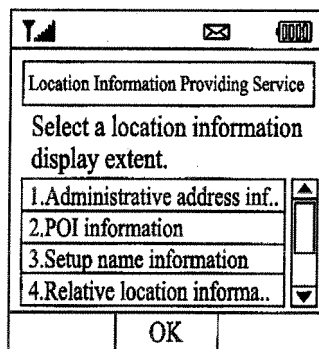 Location Information Providing Service
Select a location information
display extent.
1.Administrative address inf..
2.POI information
3.Setup name information
4.Relative location informa..
OK